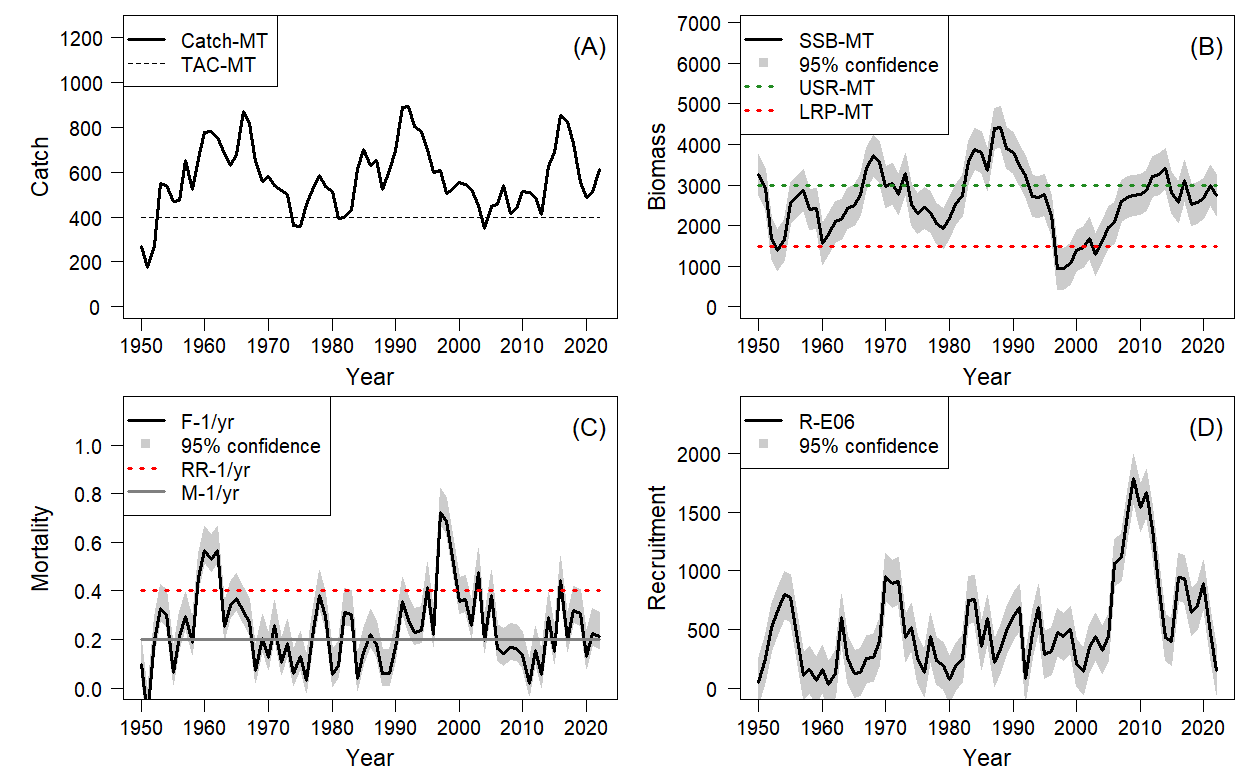 Catch-MT
TAC-MT
(A)
1200
1000
800
600
400
200
0
Catch
1950 1960 1970 1980 1990 2000 2010 2020
Year
SSB-MT
95% confidence
USR-MT
LRP-MT
(B)
7000
6000
5000
4000
3000
2000
1000
0
Biomass
1950 1960 1970 1980 1990 2000 2010 2020
Year
F-1/yr
95% confidence
RR-1/yr
M-1/yr
(C)
1.0
0.8
0.6
0.4
0.2
0.0
Mortality
1950 1960 1970 1980 1990 2000 2010 2020
Year
R-E06
95% confidence
(D)
2000
1500
1000
500
0
Recruitment
1950 1960 1970 1980 1990 2000 2010 2020
Year